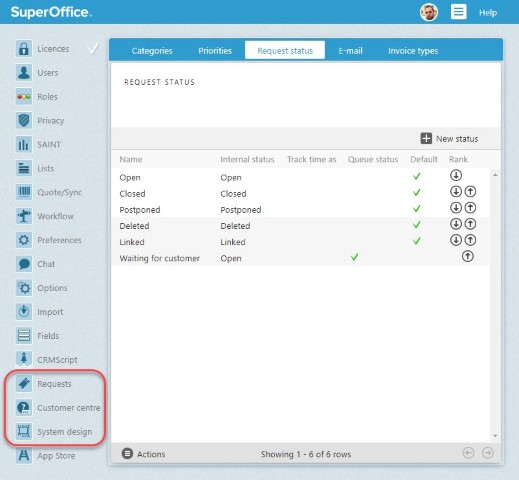 SuperOffice®
Help
Licences
Users
Roles
Privacy
SAINT
Lists
Quote/Sync
Workflow
Preferences
Chat
Options
Import
Fields
CRMScript
Requests
Customer centre
System design
App Store
Categories Priorities Request status E-mail Invoice types
REQUEST STATUS
New status
Name Internal status Track time as Queue status Default Rank
Open Open
Closed Closed
Postponed Postponed
Deleted Deleted
Linked Linked
Waiting for customer Open
Actions Showing 1 - 6 of 6 rows